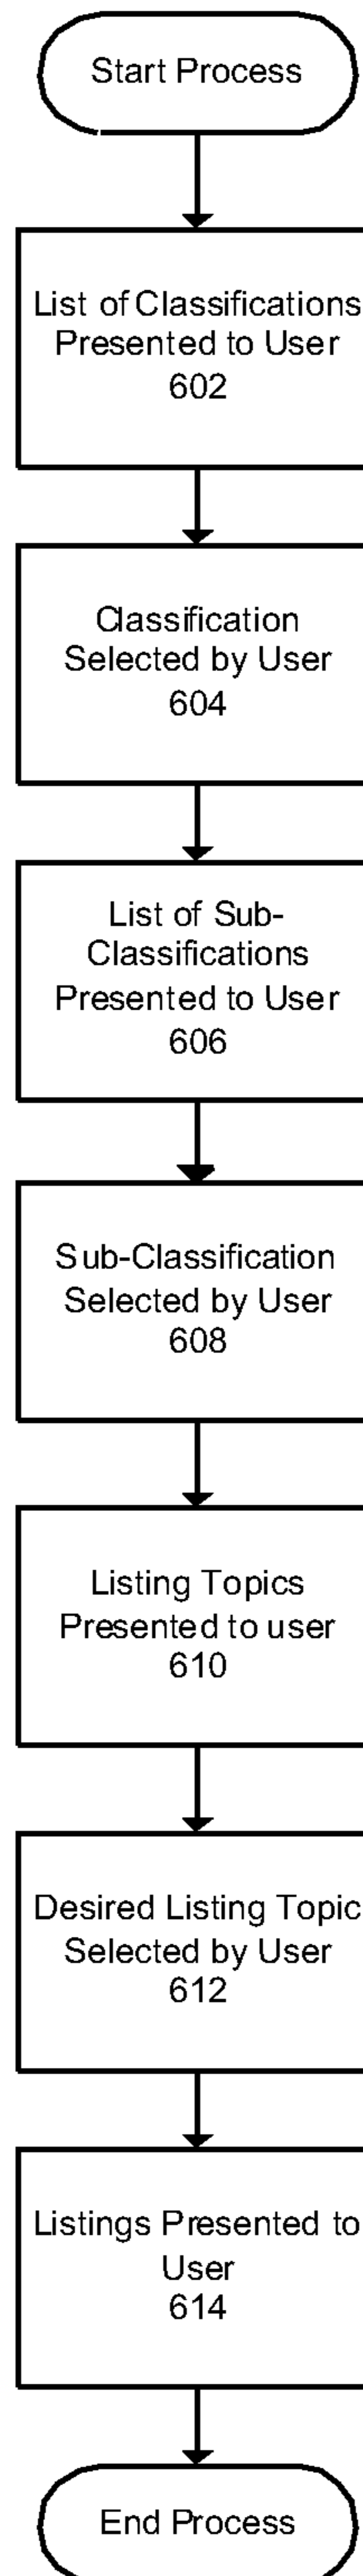 Start Process
List of Classifications
Presented to User
602
Classification
Selected by User
604
List of Sub-
Classifications
Presented to User
606
Sub-Classification
Selected by User
608
Listing Topics
Presented to user
610
Desired Listing Topic
Selected by User
612
Listings Presented to
User
614
End Process